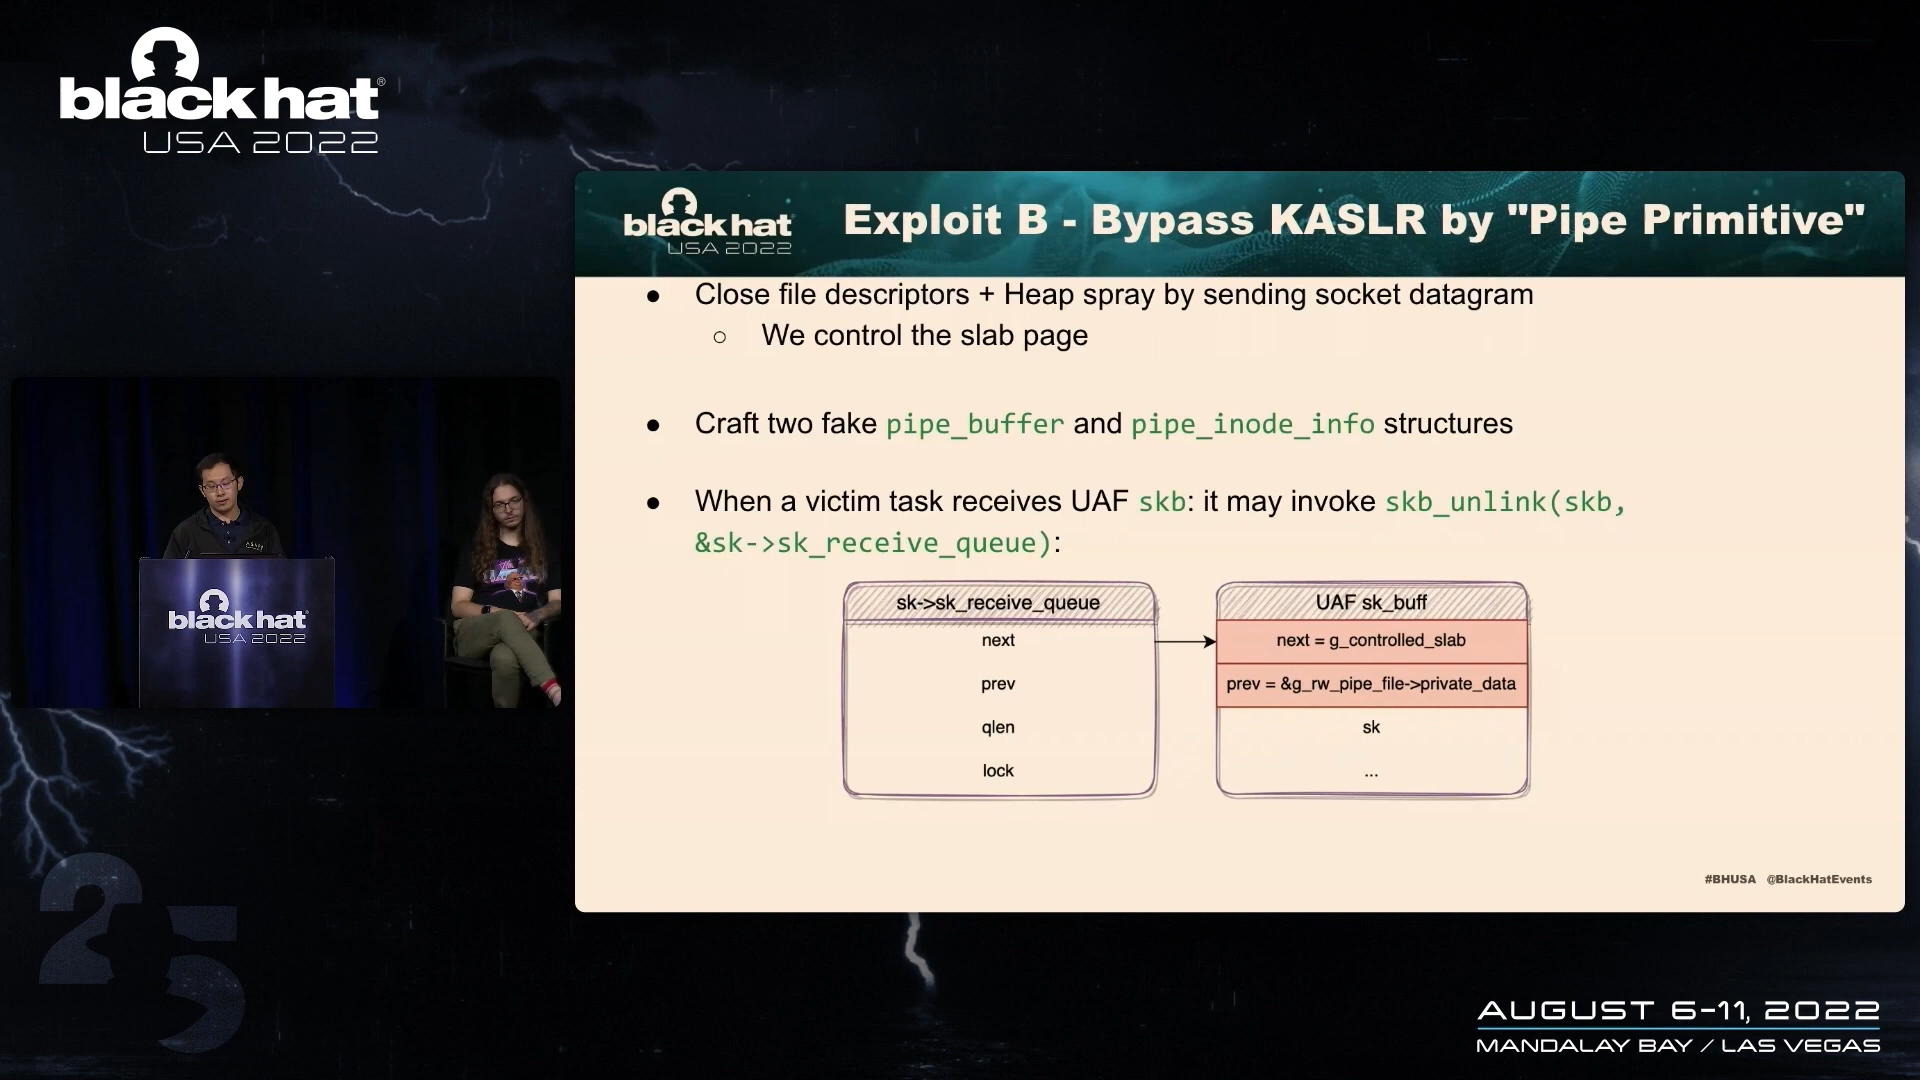 black hat®
USA 2022
black hat
USA 2022
Exploit B - Bypass KASLR by "Pipe Primitive"
● Close file descriptors + Heap spray by sending socket datagram
○ We control the slab page
● Craft two fake pipe_buffer and pipe_inode_info structures
● When a victim task receives UAF skb: it may invoke skb_unlink(skb,
&sk->sk_receive_queue):
sk->sk_receive_queue
next
prev
qlen
lock
UAF sk_buff
next = g_controlled_slab
prev = &g_rw_pipe_file->private_data
sk
...
#BHUSA @BlackHatEvents
black hat
USA 2022
25
AUGUST 6-11, 2022
MANDALAY BAY / LAS VEGAS